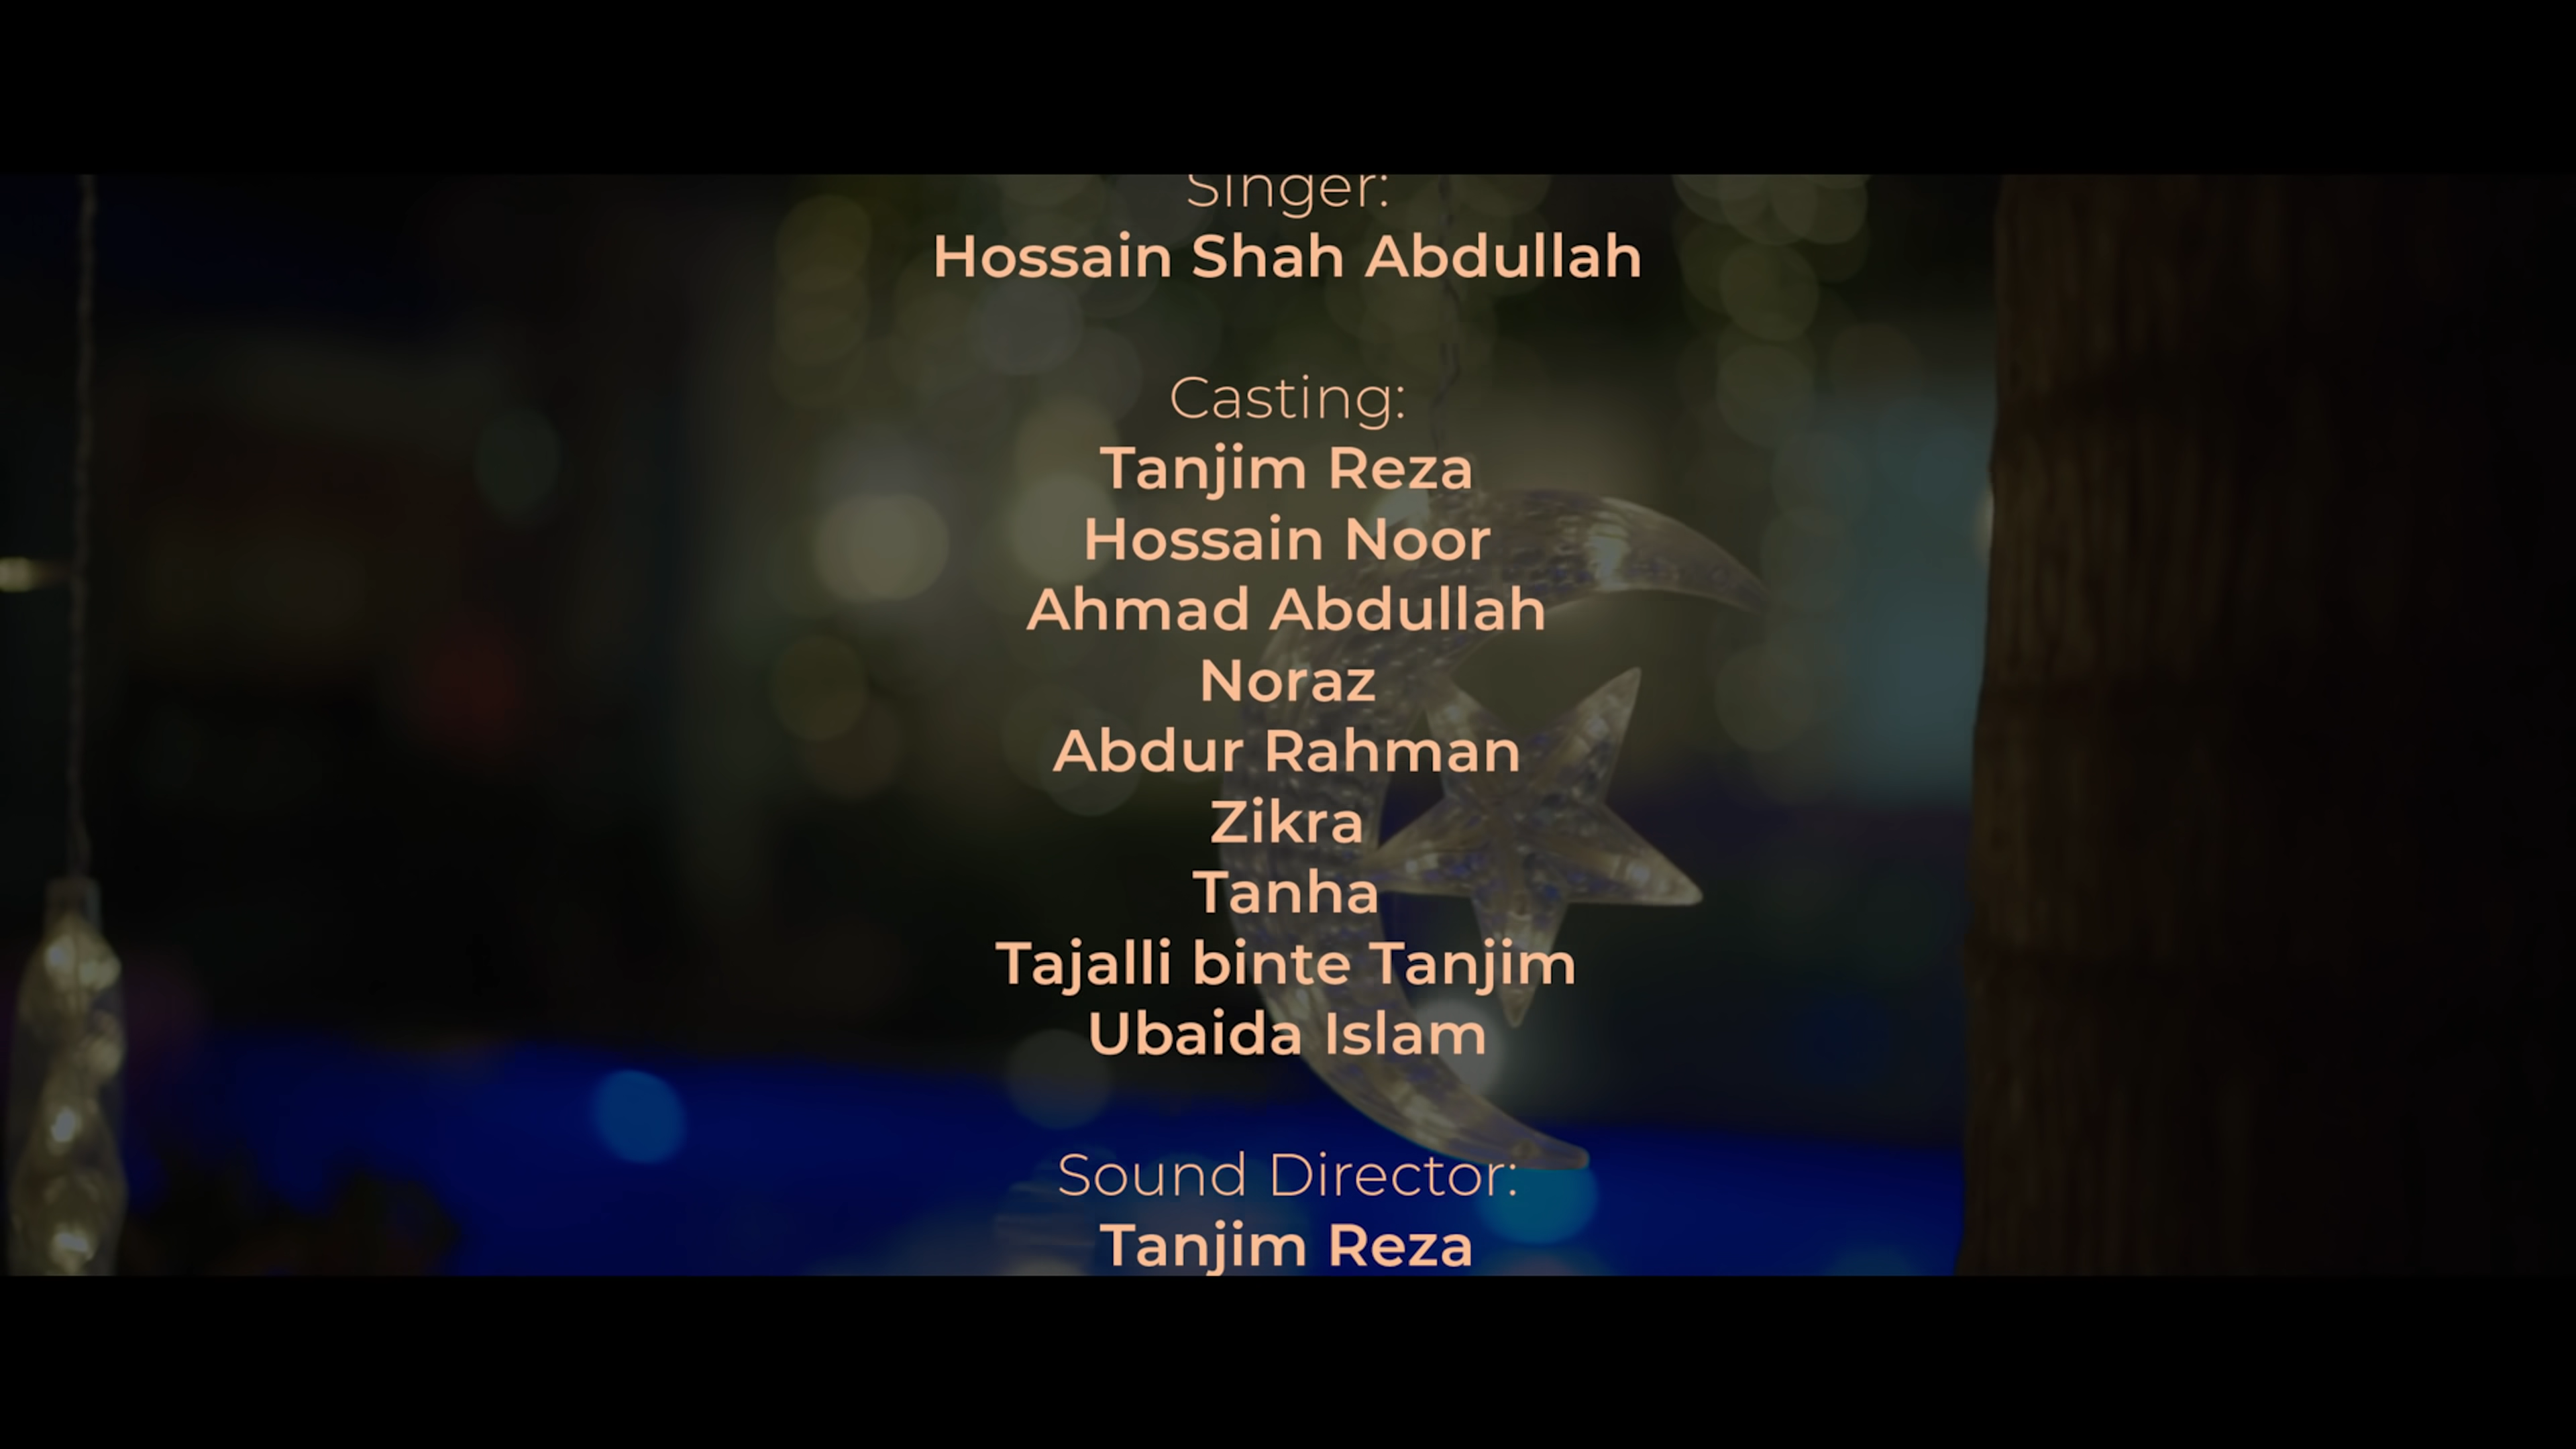 Singer:
Hossain Shah Abdullah
Casting:
Tanjim Reza
Hossain Noor
Ahmad Abdullah
Noraz
Abdur Rahman
Zikra
Tanha
Tajalli binte Tanjim
Ubaida Islam
Sound Director:
Tanjim Reza